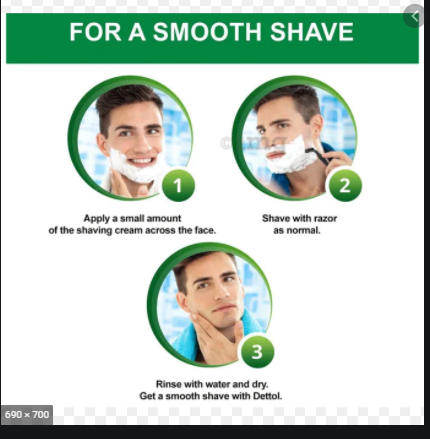 FOR A SMOOTH SHAVE
1
2
Apply a small amount
of the shaving cream across the face.
Shave with razor
as normal.
3
Rinse with water and dry.
Get a smooth shave with Dettol.
690 × 700